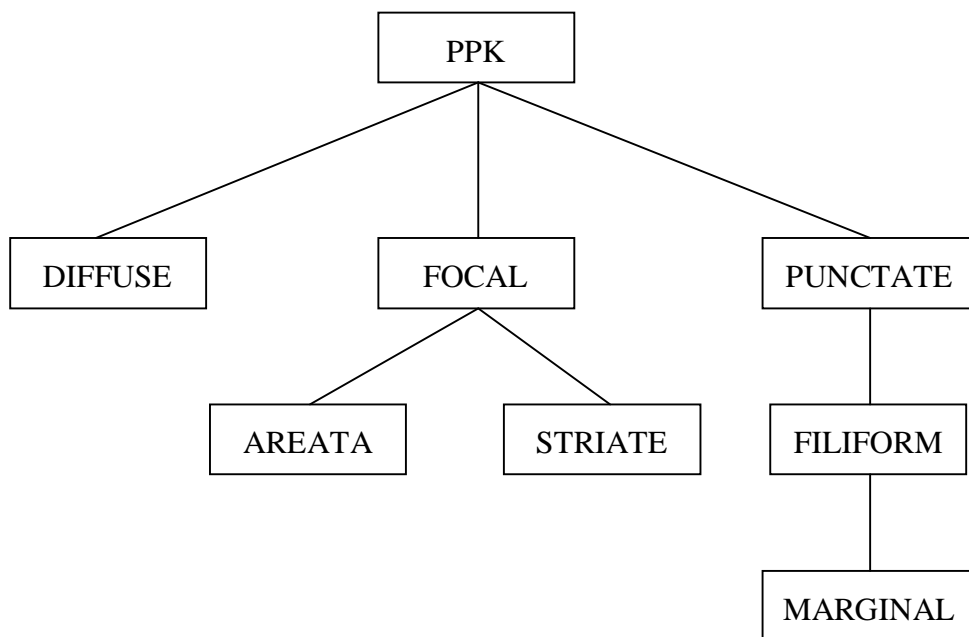 PPK
DIFFUSE
FOCAL
PUNCTATE
AREATA
STRIATE
FILIFORM
MARGINAL